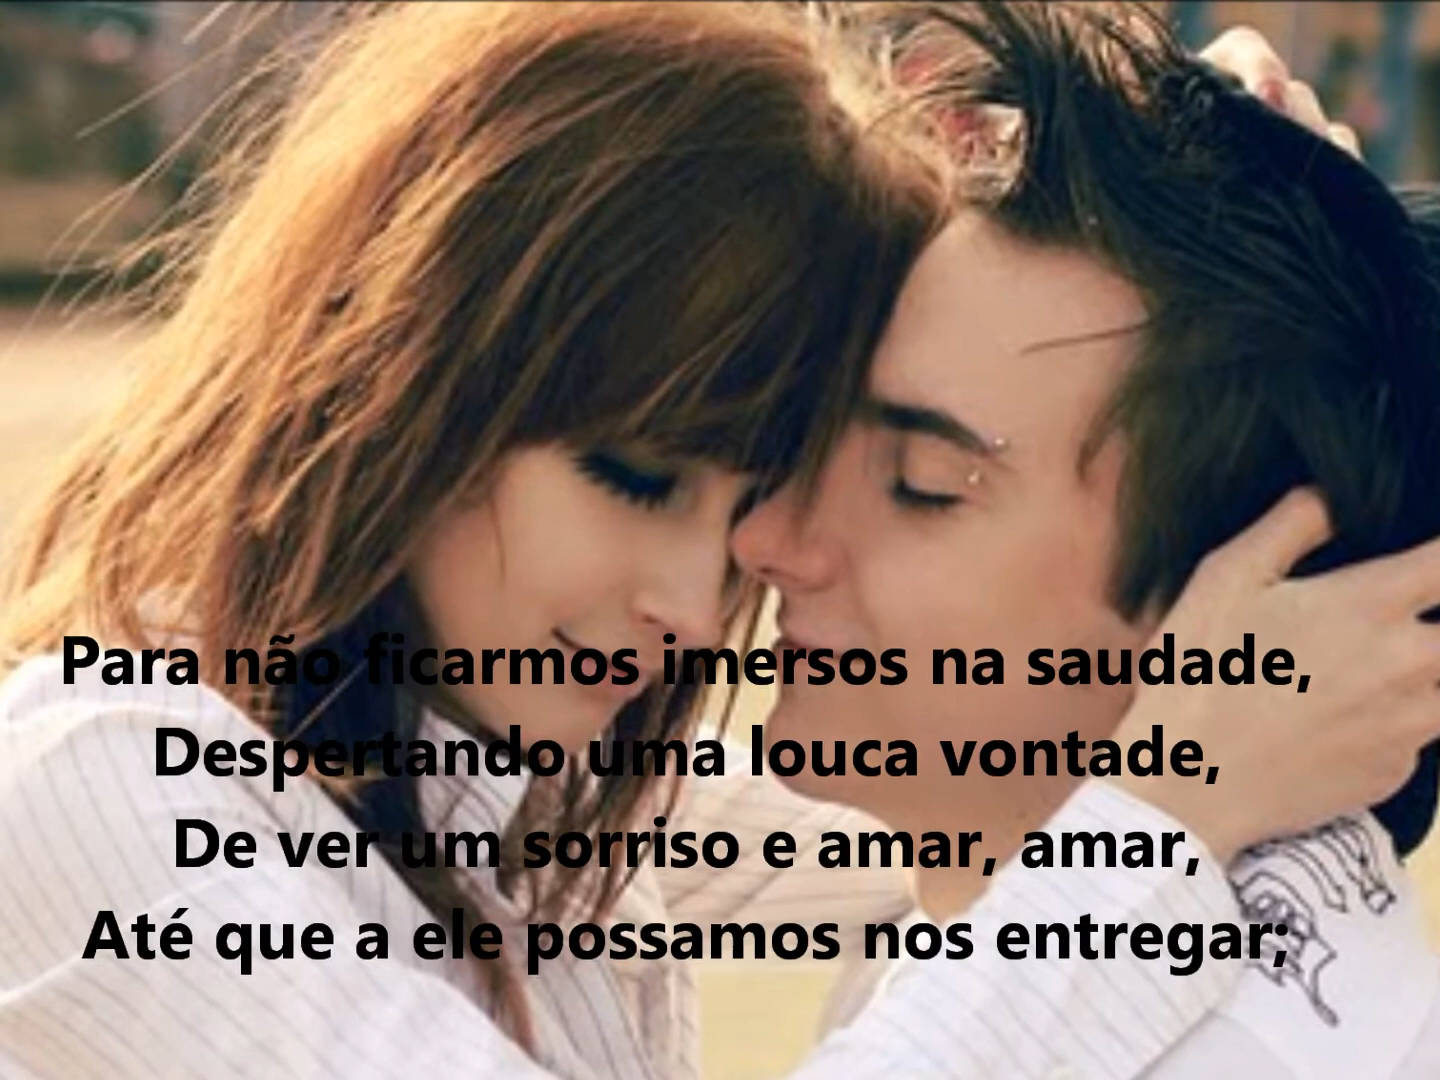 Para não ficarmos imersos na saudade,
Despertando uma louca vontade,
De ver um sorriso e amar, amar,
Até que a ele possamos nos entregar;